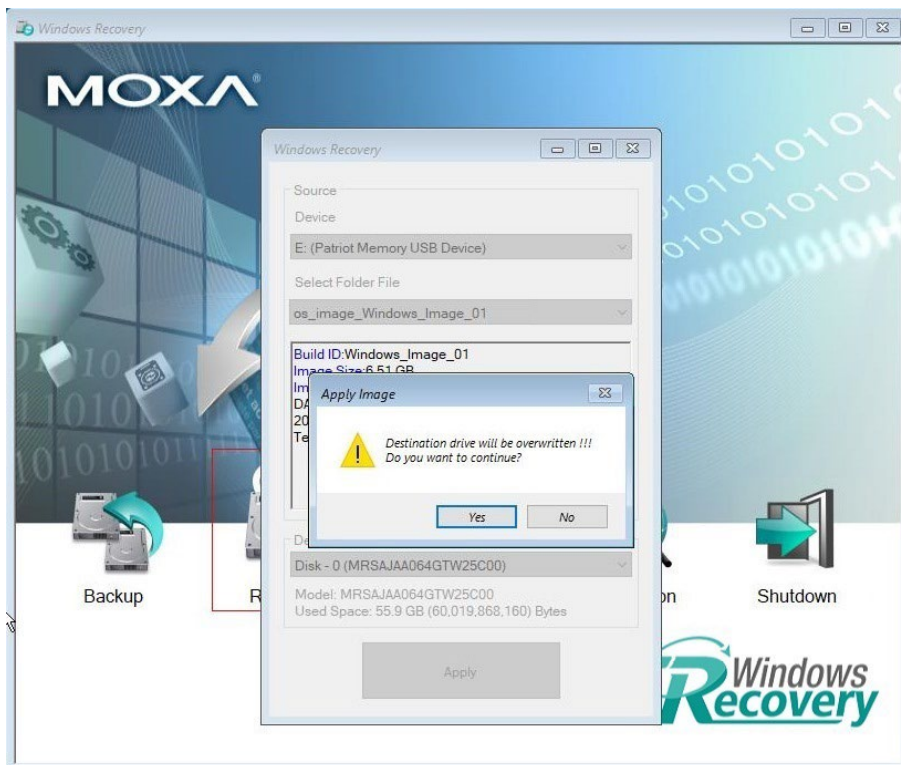 Windows Recovery
MOXA®
Windows Recovery
Source
Device
E: (Patriot Memory USB Device)
Select Folder File
os_image_Windows_Image_01
Build ID:Windows_Image_01
Image Size:6.51 GB
Apply Image
Destination drive will be overwritten !!!
Do you want to continue?
Yes
No
Disk - 0 (MRSAJAA064GTW25C00)
Model: MRSAJAA064GTW25C00
Used Space: 55.9 GB (60,019,868,160) Bytes
Apply
Backup
Shutdown
Windows
Recovery